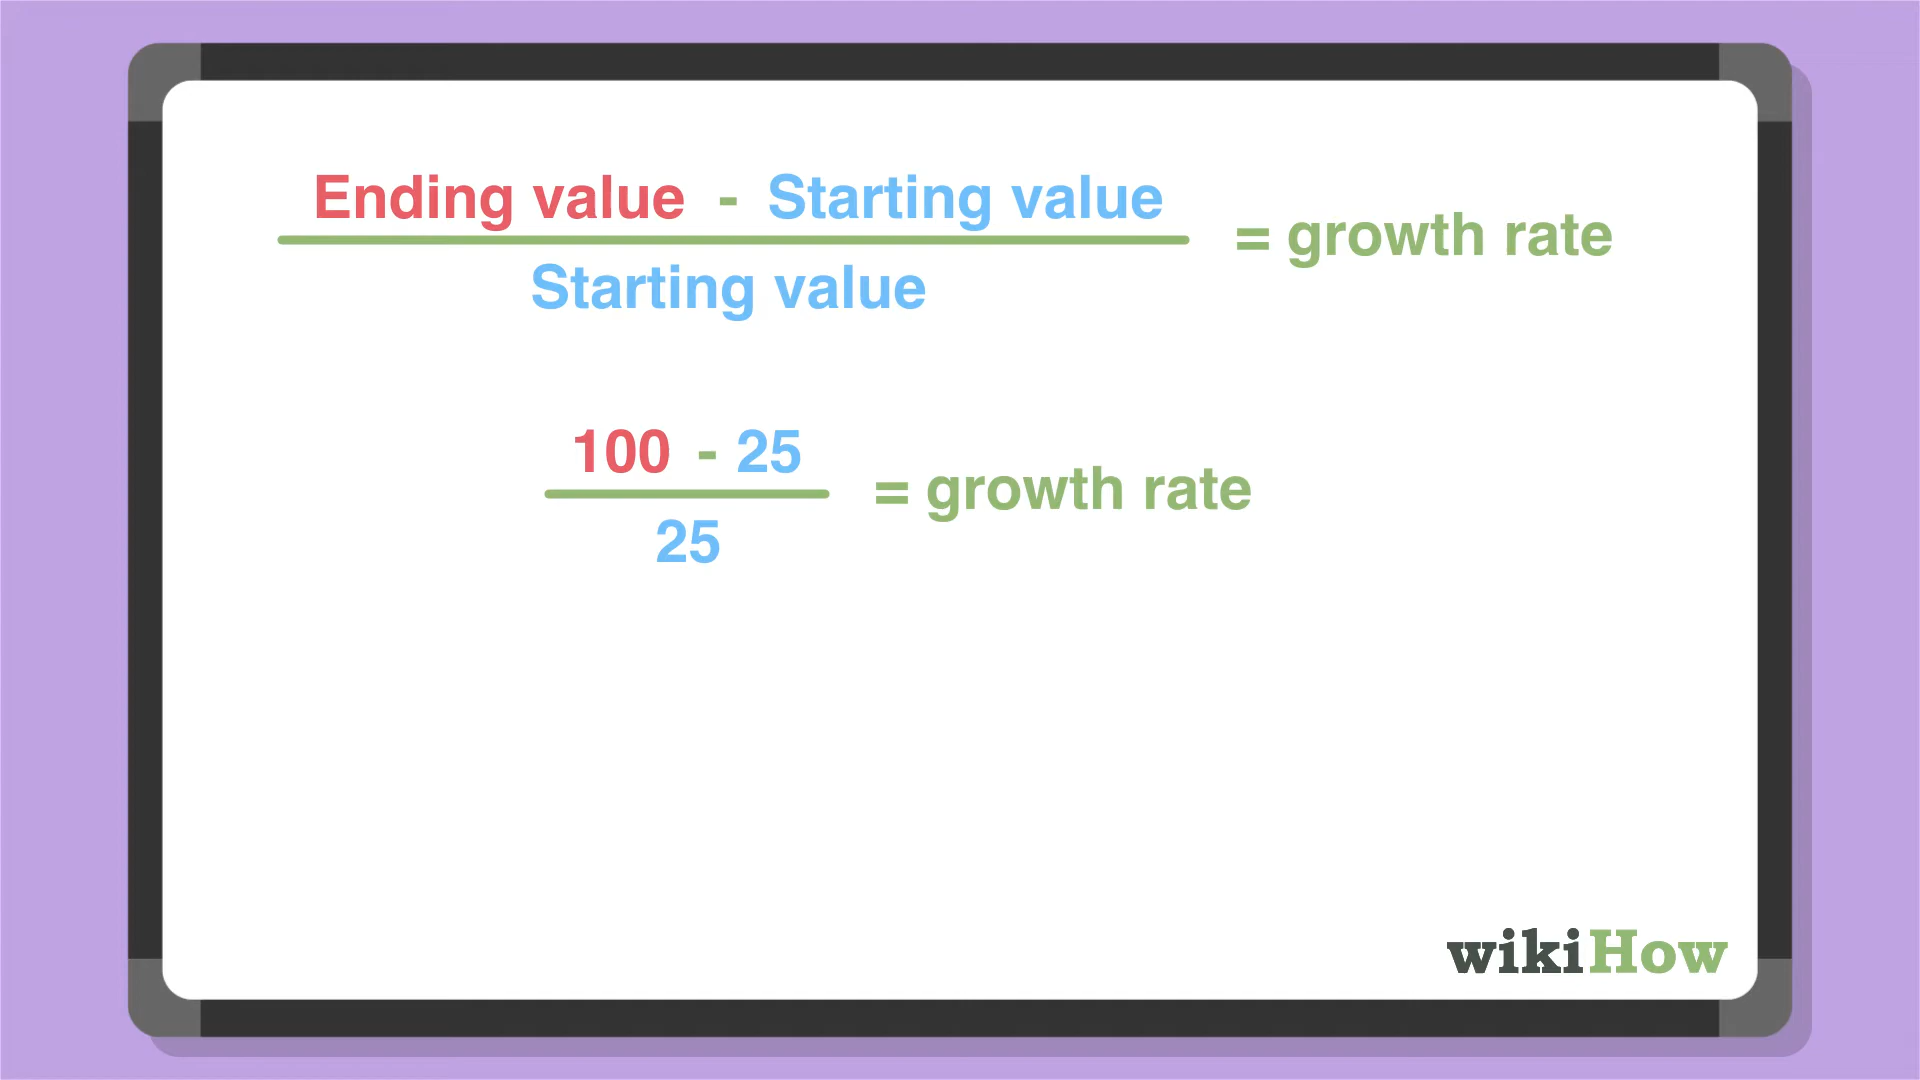 Ending value - Starting value
= growth rate
Starting value
100 - 25
= growth rate
25
wikiHow